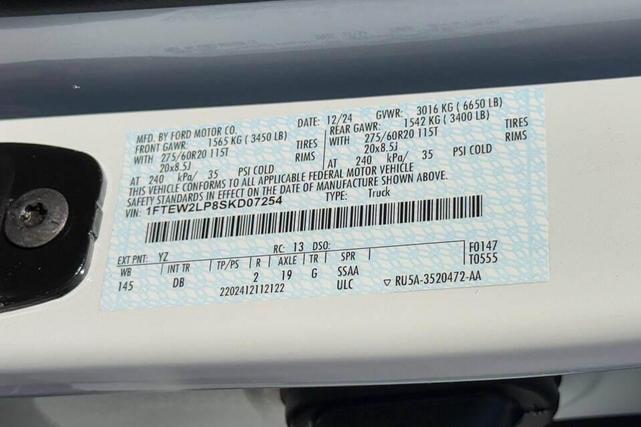 MFD. BY FORD MOTOR CO.
DATE: 12/24
GVWR: 3016 KG ( 6650 LB)
FRONT GAWR: 1565 KG ( 3450 LB)
REAR GAWR: 1542 KG ( 3400 LB)
WITH 275/60R20 115T TIRES
WITH 275/60R20 115T TIRES
20x8.5J RIMS
20x8.5J RIMS
AT 240 kPa/ 35 PSI COLD
AT 240 kPa/ 35 PSI COLD
THIS VEHICLE CONFORMS TO ALL APPLICABLE FEDERAL MOTOR VEHICLE
SAFETY STANDARDS IN EFFECT ON THE DATE OF MANUFACTURE SHOWN ABOVE.
VIN: 1FTEW2LP8SKD07254
TYPE: Truck
EXT PNT: YZ RC: 13 DSO: F0147
WB INT TR TP/PS R AXLE TR SPR T0555
145 DB 2 19 G SSAA
2202412112122 ULC ▽ RU5A-3520472-AA